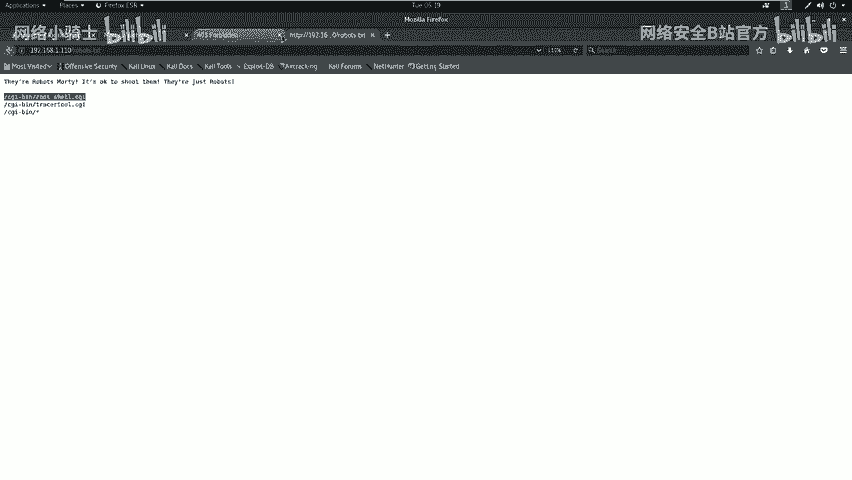 Applications Places Firefox ESR Tue 05:19 1
Mozilla Firefox
403 Forbidden http://192.16...0/robots.txt
192.168.1.110/robots.txt 110% Search
Most Visited Offensive Security Kali Linux Kali Docs Kali Tools Exploit-DB Aircrack-ng Kali Forums NetHunter Getting Started
网络小骑士 bilibili
网络安全B站官方 bilibili
They're Robots Morty! It's ok to shoot them! They're just Robots!
/cgi-bin/root_shell.cgi
/cgi-bin/tracertool.cgi
/cgi-bin/*